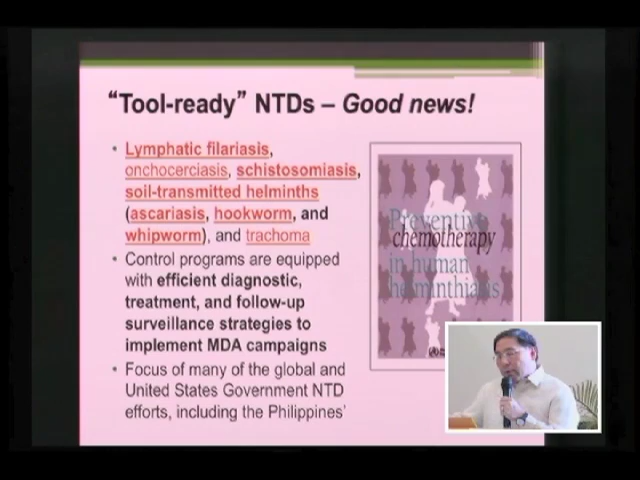 “Tool-ready” NTDs – Good news!
• Lymphatic filariasis,
onchocerciasis, schistosomiasis,
soil-transmitted helminths
(ascariasis, hookworm, and
whipworm), and trachoma
• Control programs are equipped
with efficient diagnostic,
treatment, and follow-up
surveillance strategies to
implement MDA campaigns
• Focus of many of the global and
United States Government NTD
efforts, including the Philippines’
Preventive
chemotherapy
in human
helminthiasis